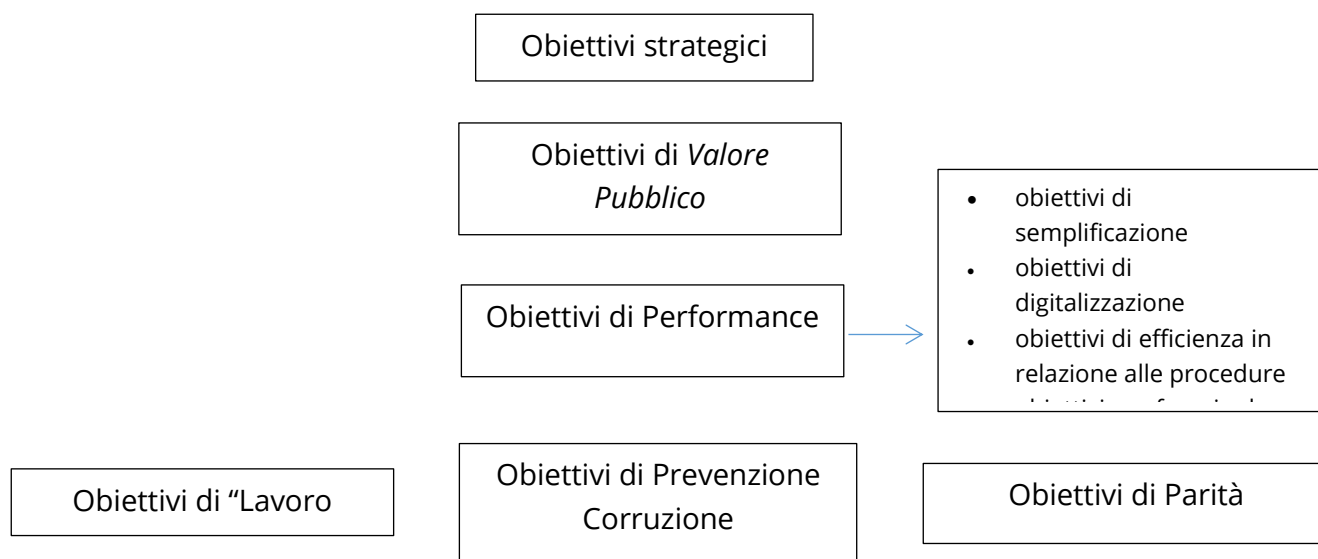 Obiettivi strategici
Obiettivi di Valore
Pubblico
Obiettivi di Performance
• obiettivi di
semplificazione
• obiettivi di
digitalizzazione
• obiettivi di efficienza in
relazione alle procedure
Obiettivi di “Lavoro
Obiettivi di Prevenzione
Corruzione
Obiettivi di Parità